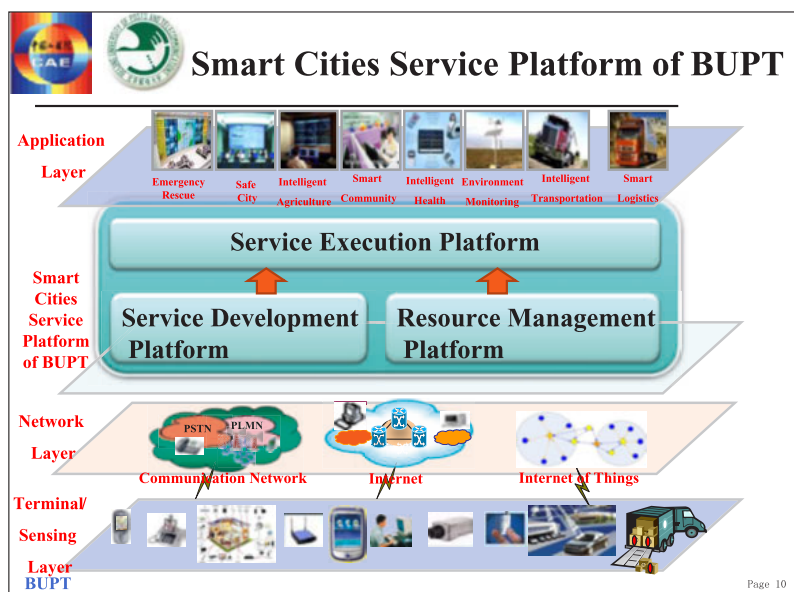 CAE
Smart Cities Service Platform of BUPT
Application
Layer
Emergency
Rescue
Safe
City
Intelligent
Agriculture
Smart
Community
Intelligent
Health
Environment
Monitoring
Intelligent
Transportation
Smart
Logistics
Service Execution Platform
Smart
Cities
Service
Platform
of BUPT
Service Development
Platform
Resource Management
Platform
Network
Layer
PSTN
PLMN
Communication Network
Internet
Internet of Things
Terminal/
Sensing
Layer
BUPT
Page 10